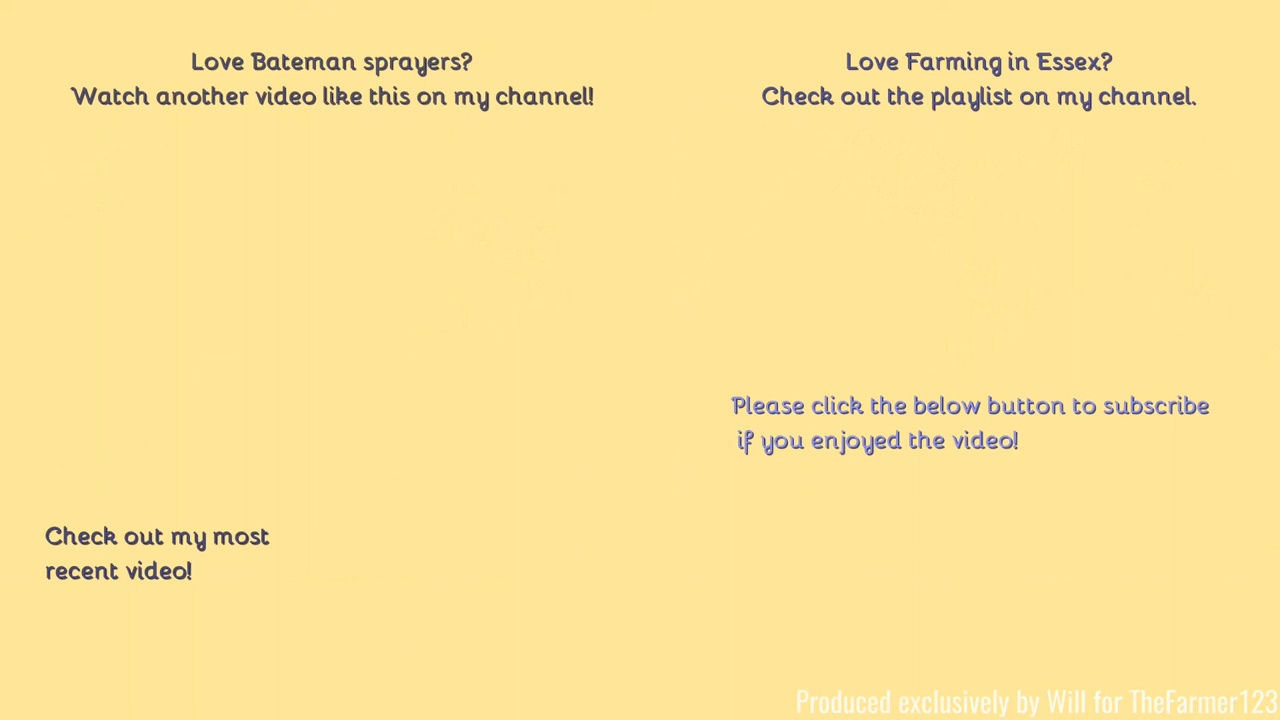 Love Bateman sprayers?
Watch another video like this on my channel!
Love Farming in Essex?
Check out the playlist on my channel.
Please click the below button to subscribe
if you enjoyed the video!
Check out my most
recent video!
Produced exclusively by Will for TheFarmer123